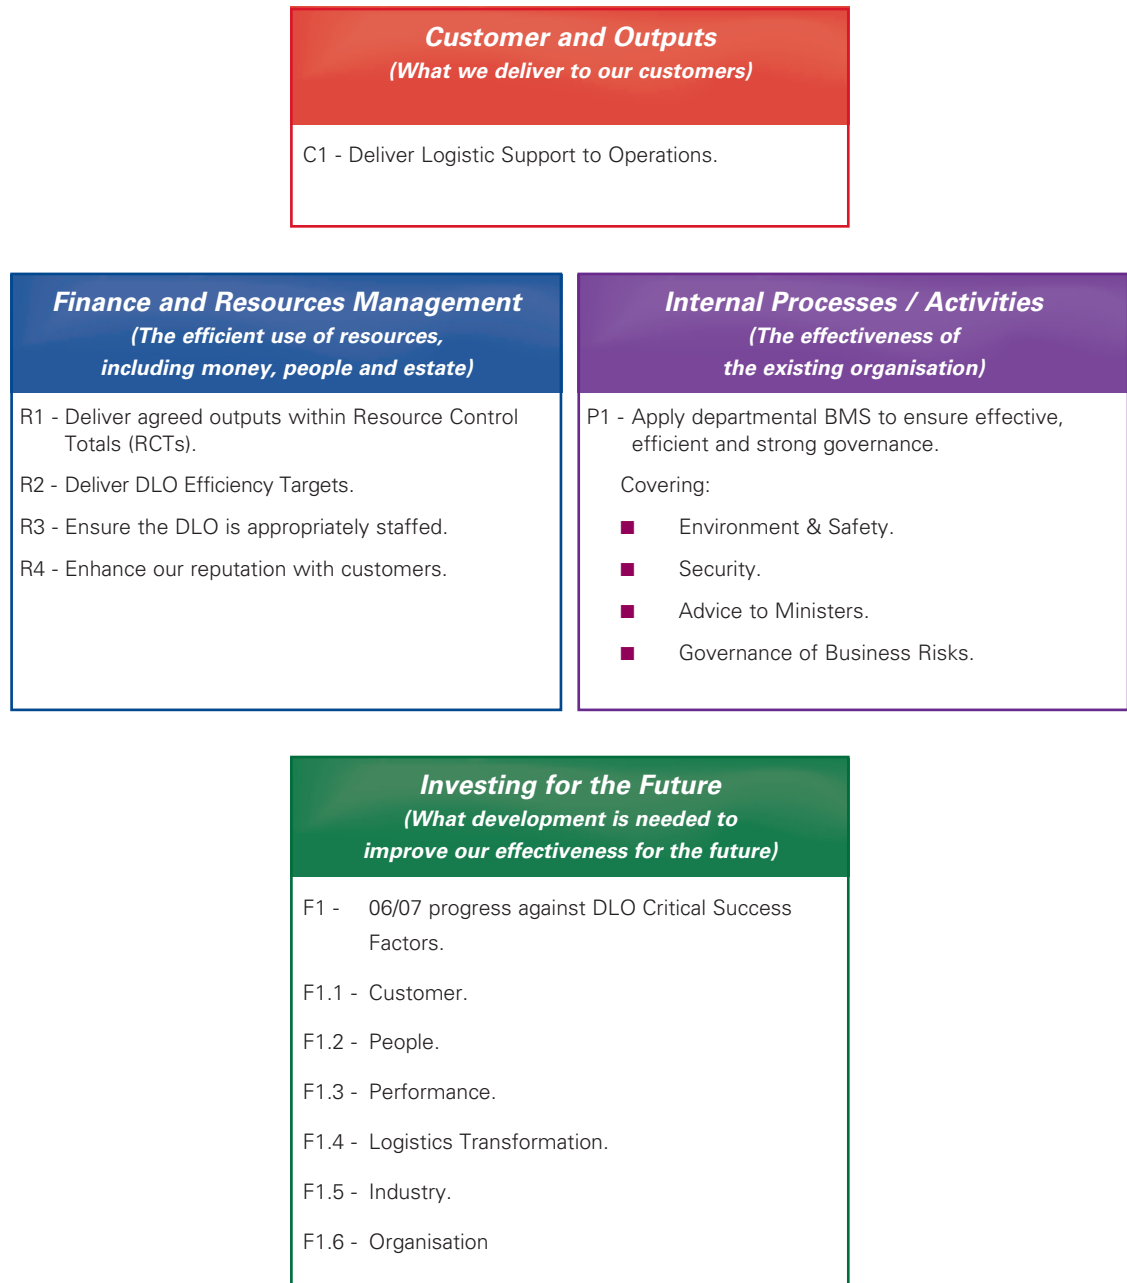 Customer and Outputs
(What we deliver to our customers)
C1 - Deliver Logistic Support to Operations.
Finance and Resources Management
(The efficient use of resources,
including money, people and estate)
R1 - Deliver agreed outputs within Resource Control
Totals (RCTs).
R2 - Deliver DLO Efficiency Targets.
R3 - Ensure the DLO is appropriately staffed.
R4 - Enhance our reputation with customers.
Internal Processes / Activities
(The effectiveness of
the existing organisation)
P1 - Apply departmental BMS to ensure effective,
efficient and strong governance.
Covering:
■ Environment & Safety.
■ Security.
■ Advice to Ministers.
■ Governance of Business Risks.
Investing for the Future
(What development is needed to
improve our effectiveness for the future)
F1 - 06/07 progress against DLO Critical Success
Factors.
F1.1 - Customer.
F1.2 - People.
F1.3 - Performance.
F1.4 - Logistics Transformation.
F1.5 - Industry.
F1.6 - Organisation